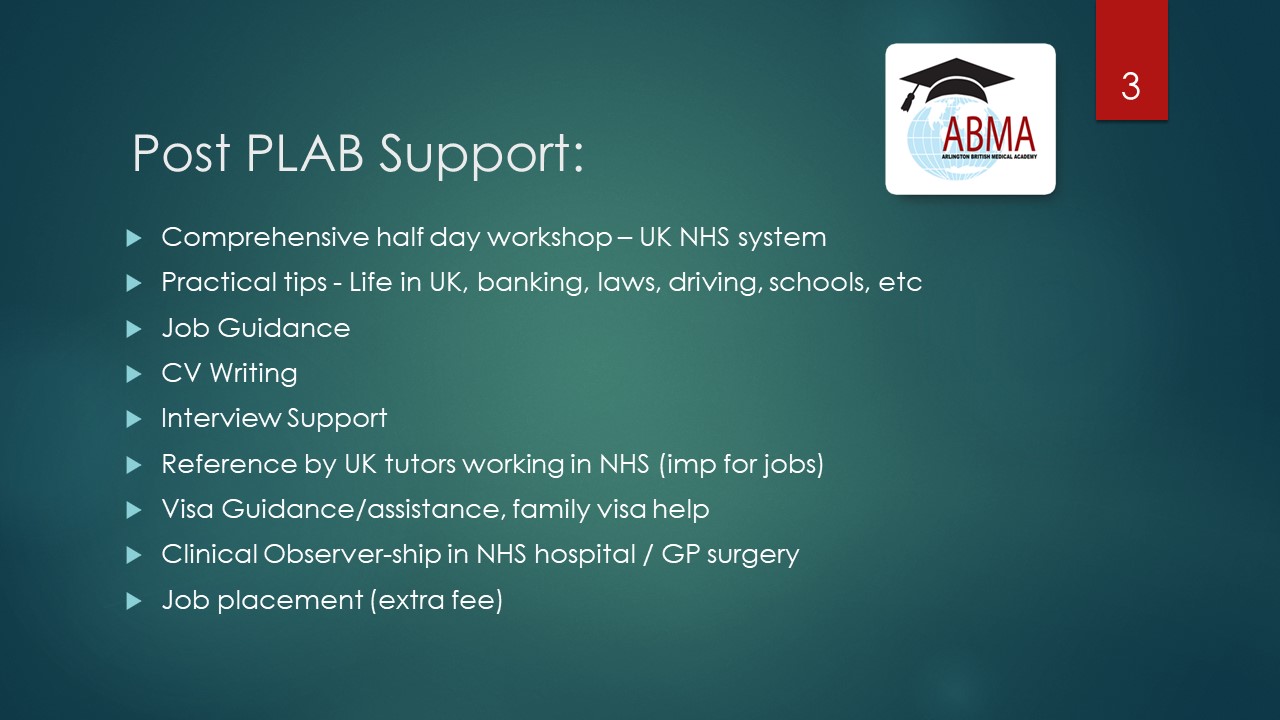 3
ABMA
ARLINGTON BRITISH MEDICAL ACADEMY
Post PLAB Support:
Comprehensive half day workshop – UK NHS system
Practical tips - Life in UK, banking, laws, driving, schools, etc
Job Guidance
CV Writing
Interview Support
Reference by UK tutors working in NHS (imp for jobs)
Visa Guidance/assistance, family visa help
Clinical Observer-ship in NHS hospital / GP surgery
Job placement (extra fee)